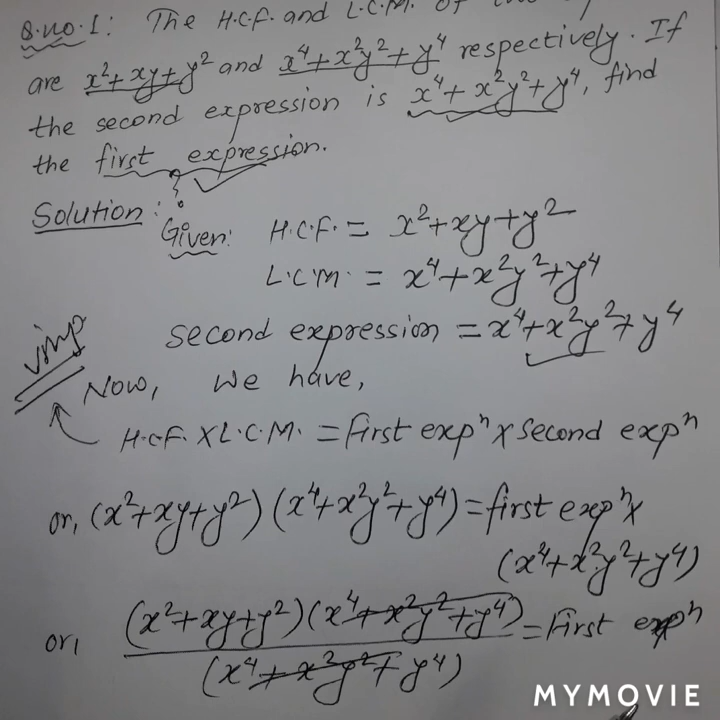 Q.no.1: The H.C.F. and L.C.M. of
are x²+xy+y² and x⁴+x²y²+y⁴ respectively. If
the second expression is x⁴+x²y²+y⁴, find
the first expression.
Solution:
Given: H.C.F. = x²+xy+y²
L.C.M. = x⁴+x²y²+y⁴
second expression = x⁴+x²y²+y⁴
vimp
Now, we have,
H.C.F. X L.C.M. = first expⁿ x second expⁿ
or, (x²+xy+y²) (x⁴+x²y²+y⁴) = first expⁿ x
(x⁴+x²y²+y⁴)
or, (x²+xy+y²)(x⁴+x²y²+y⁴) = first expⁿ
(x⁴+x²y²+y⁴)
MYMOVIE